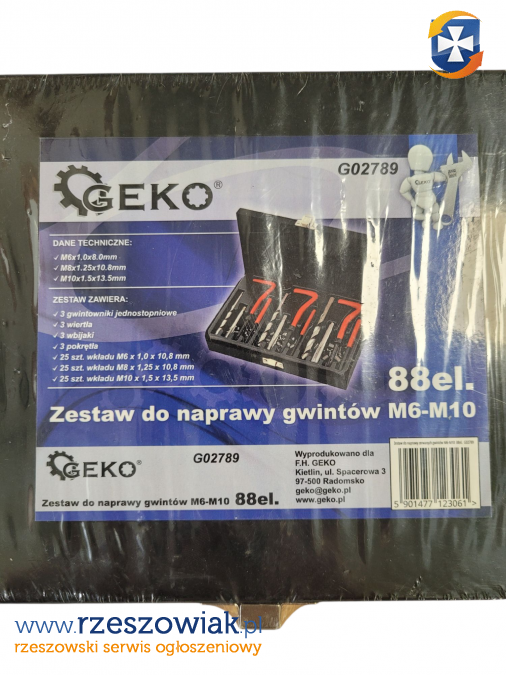 GEKO®
G02789
GEKO
DANE TECHNICZNE:
✓ M6x1.0x8.0mm
✓ M8x1.25x10.8mm
✓ M10x1.5x13.5mm
ZESTAW ZAWIERA:
✓ 3 gwintowniki jednostopniowe
✓ 3 wiertła
✓ 3 wbijaki
✓ 3 pokrętła
✓ 25 szt. wkładu M6 x 1,0 x 10,8 mm
✓ 25 szt. wkładu M8 x 1,25 x 10,8 mm
✓ 25 szt. wkładu M10 x 1,5 x 13,5 mm
88el.
Zestaw do naprawy gwintów M6-M10
GEKO®
G02789
Zestaw do naprawy gwintów M6-M10 88el.
Wyprodukowano dla
F.H. GEKO
Kietlin, ul. Spacerowa 3
97-500 Radomsko
geko@geko.pl
www.geko.pl
5 901477 123061 >
www.rzeszowiak.pl
rzeszowski serwis ogłoszeniowy